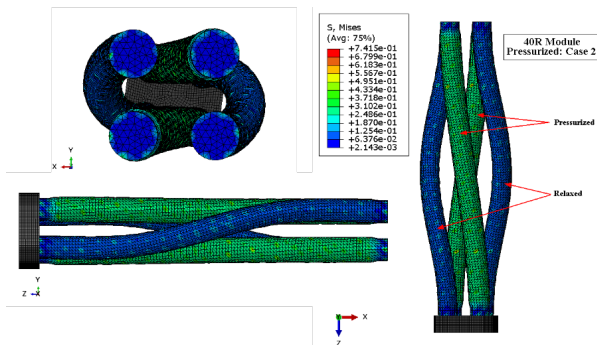 S, Mises
(Avg: 75%)
+7.415e-01
+6.799e-01
+6.183e-01
+5.567e-01
+4.951e-01
+4.334e-01
+3.718e-01
+3.102e-01
+2.486e-01
+1.870e-01
+1.254e-01
+6.376e-02
+2.143e-03
40R Module
Pressurized: Case 2
Pressurized
Relaxed
Y
X
Y
Z
X
X
Z